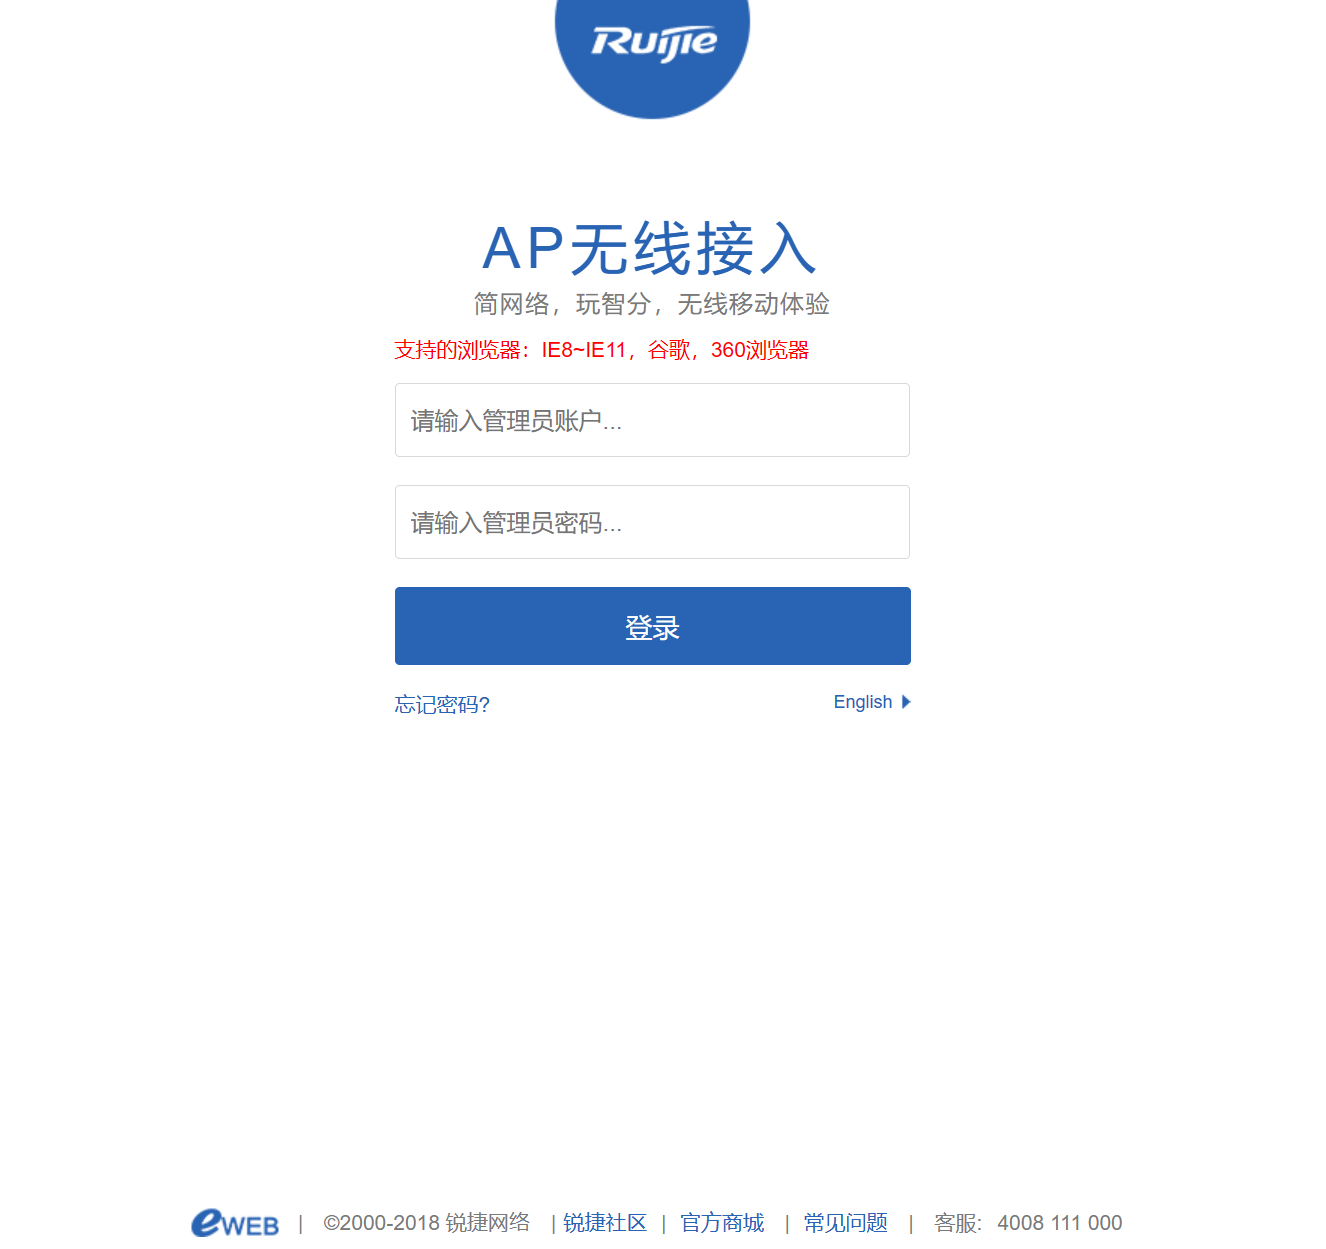 Ruijie
AP无线接入
简网络，玩智分，无线移动体验
支持的浏览器：IE8~IE11，谷歌，360浏览器
请输入管理员账户...
请输入管理员密码...
登录
忘记密码?
English
eWEB | ©2000-2018 锐捷网络 | 锐捷社区 | 官方商城 | 常见问题 | 客服: 4008 111 000